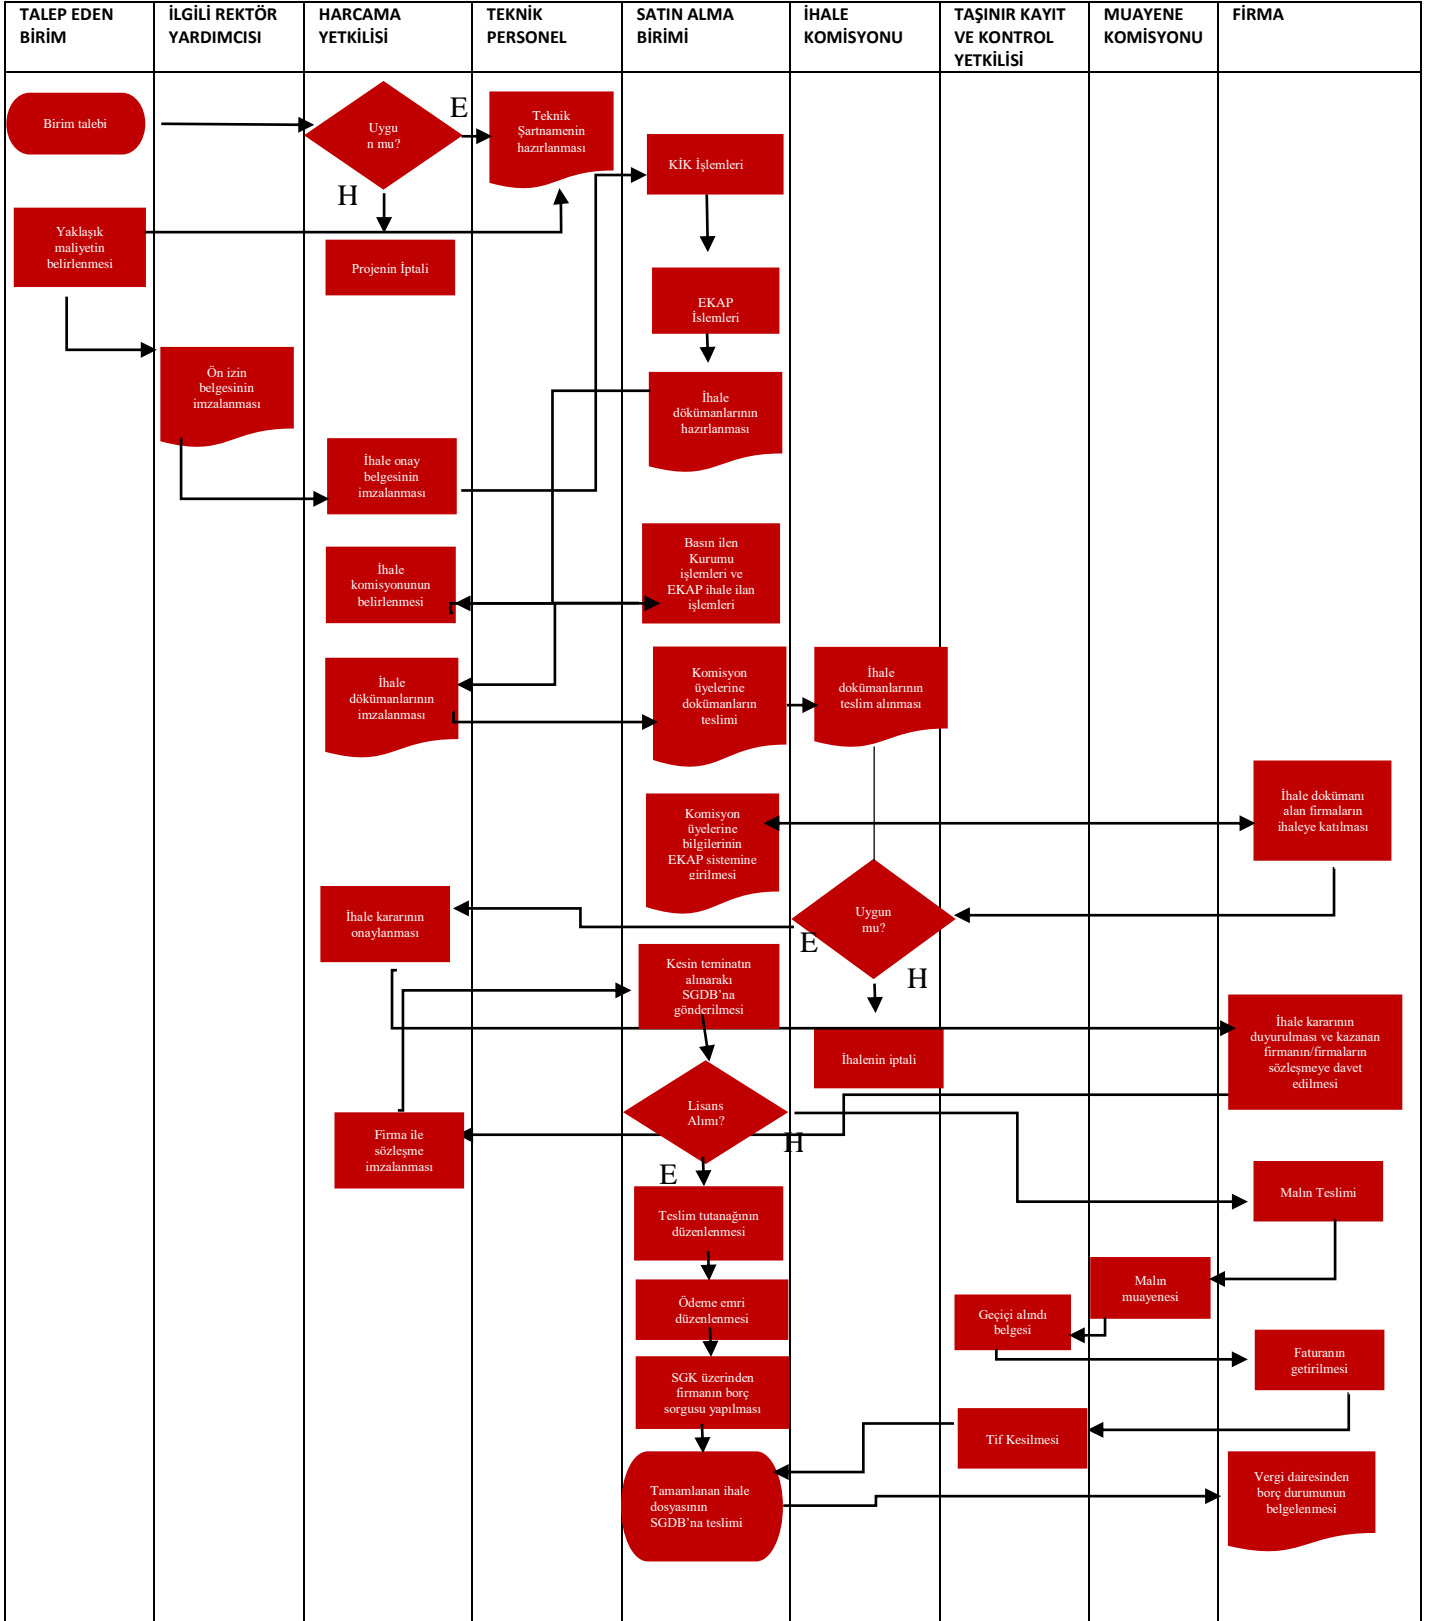 TALEP EDEN
BİRİM
İLGİLİ REKTÖR
YARDIMCISI
HARCAMA
YETKİLİSİ
TEKNİK
PERSONEL
SATIN ALMA
BİRİMİ
İHALE
KOMİSYONU
TAŞINIR KAYIT
VE KONTROL
YETKİLİSİ
MUAYENE
KOMİSYONU
FİRMA
Birim talebi
Uygu
n mu?
E
H
Teknik
Şartnamenin
hazırlanması
KİK İşlemleri
Yaklaşık
maliyetin
belirlenmesi
Projenin İptali
EKAP
İslemleri
Ön izin
belgesinin
imzalanması
İhale
dökümanlarının
hazırlanması
İhale onay
belgesinin
imzalanması
Basın ilen
Kurumu
işlemleri ve
EKAP ihale ilan
işlemleri
İhale
komisyonunun
belirlenmesi
İhale
dökümanlarının
imzalanması
Komisyon
üyelerine
dokümanların
teslimi
İhale
dokümanlarının
teslim alınması
İhale dokümanı
alan firmaların
ihaleye katılması
Komisyon
üyelerine
bilgilerinin
EKAP sistemine
girilmesi
Uygun
mu?
E
H
İhale kararının
onaylanması
Kesin teminatın
alınarakı
SGDB’na
gönderilmesi
İhalenin iptali
İhale kararının
duyurulması ve kazanan
firmanın/firmaların
sözleşmeye davet
edilmesi
Lisans
Alımı?
H
E
Firma ile
sözleşme
imzalanması
Malın Teslimi
Teslim tutanağının
düzenlenmesi
Malın
muayenesi
Ödeme emri
düzenlenmesi
Geçiçi alındı
belgesi
Faturanın
getirilmesi
SGK üzerinden
firmanın borç
sorgusu yapılması
Tif Kesilmesi
Tamamlanan ihale
dosyasının
SGDB’na teslimi
Vergi dairesinden
borç durumunun
belgelenmesi